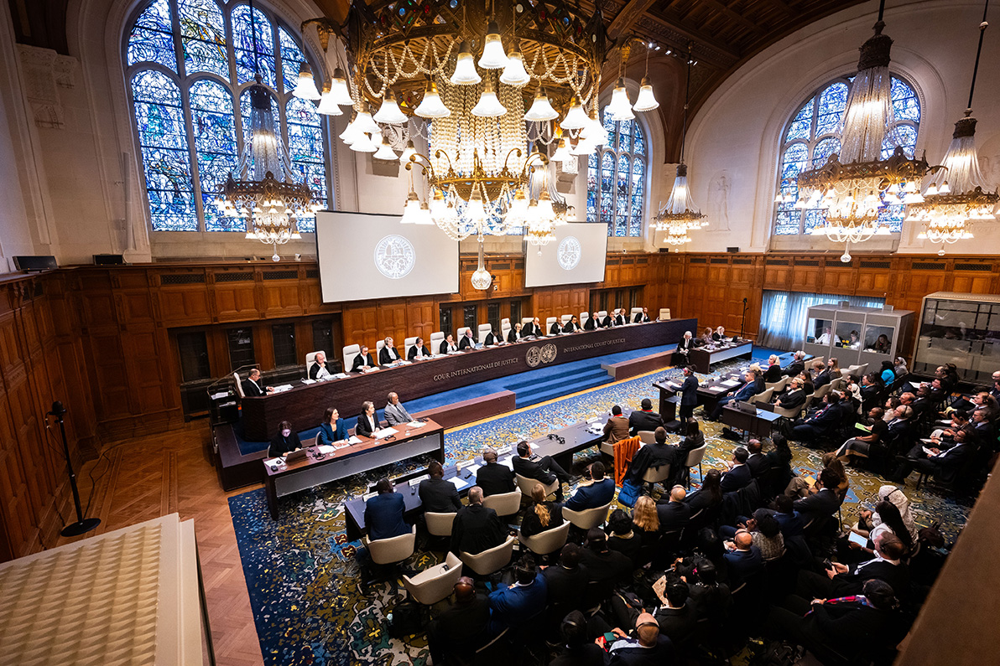 COUR INTERNATIONALE DE JUSTICE
INTERNATIONAL COURT OF JUSTICE